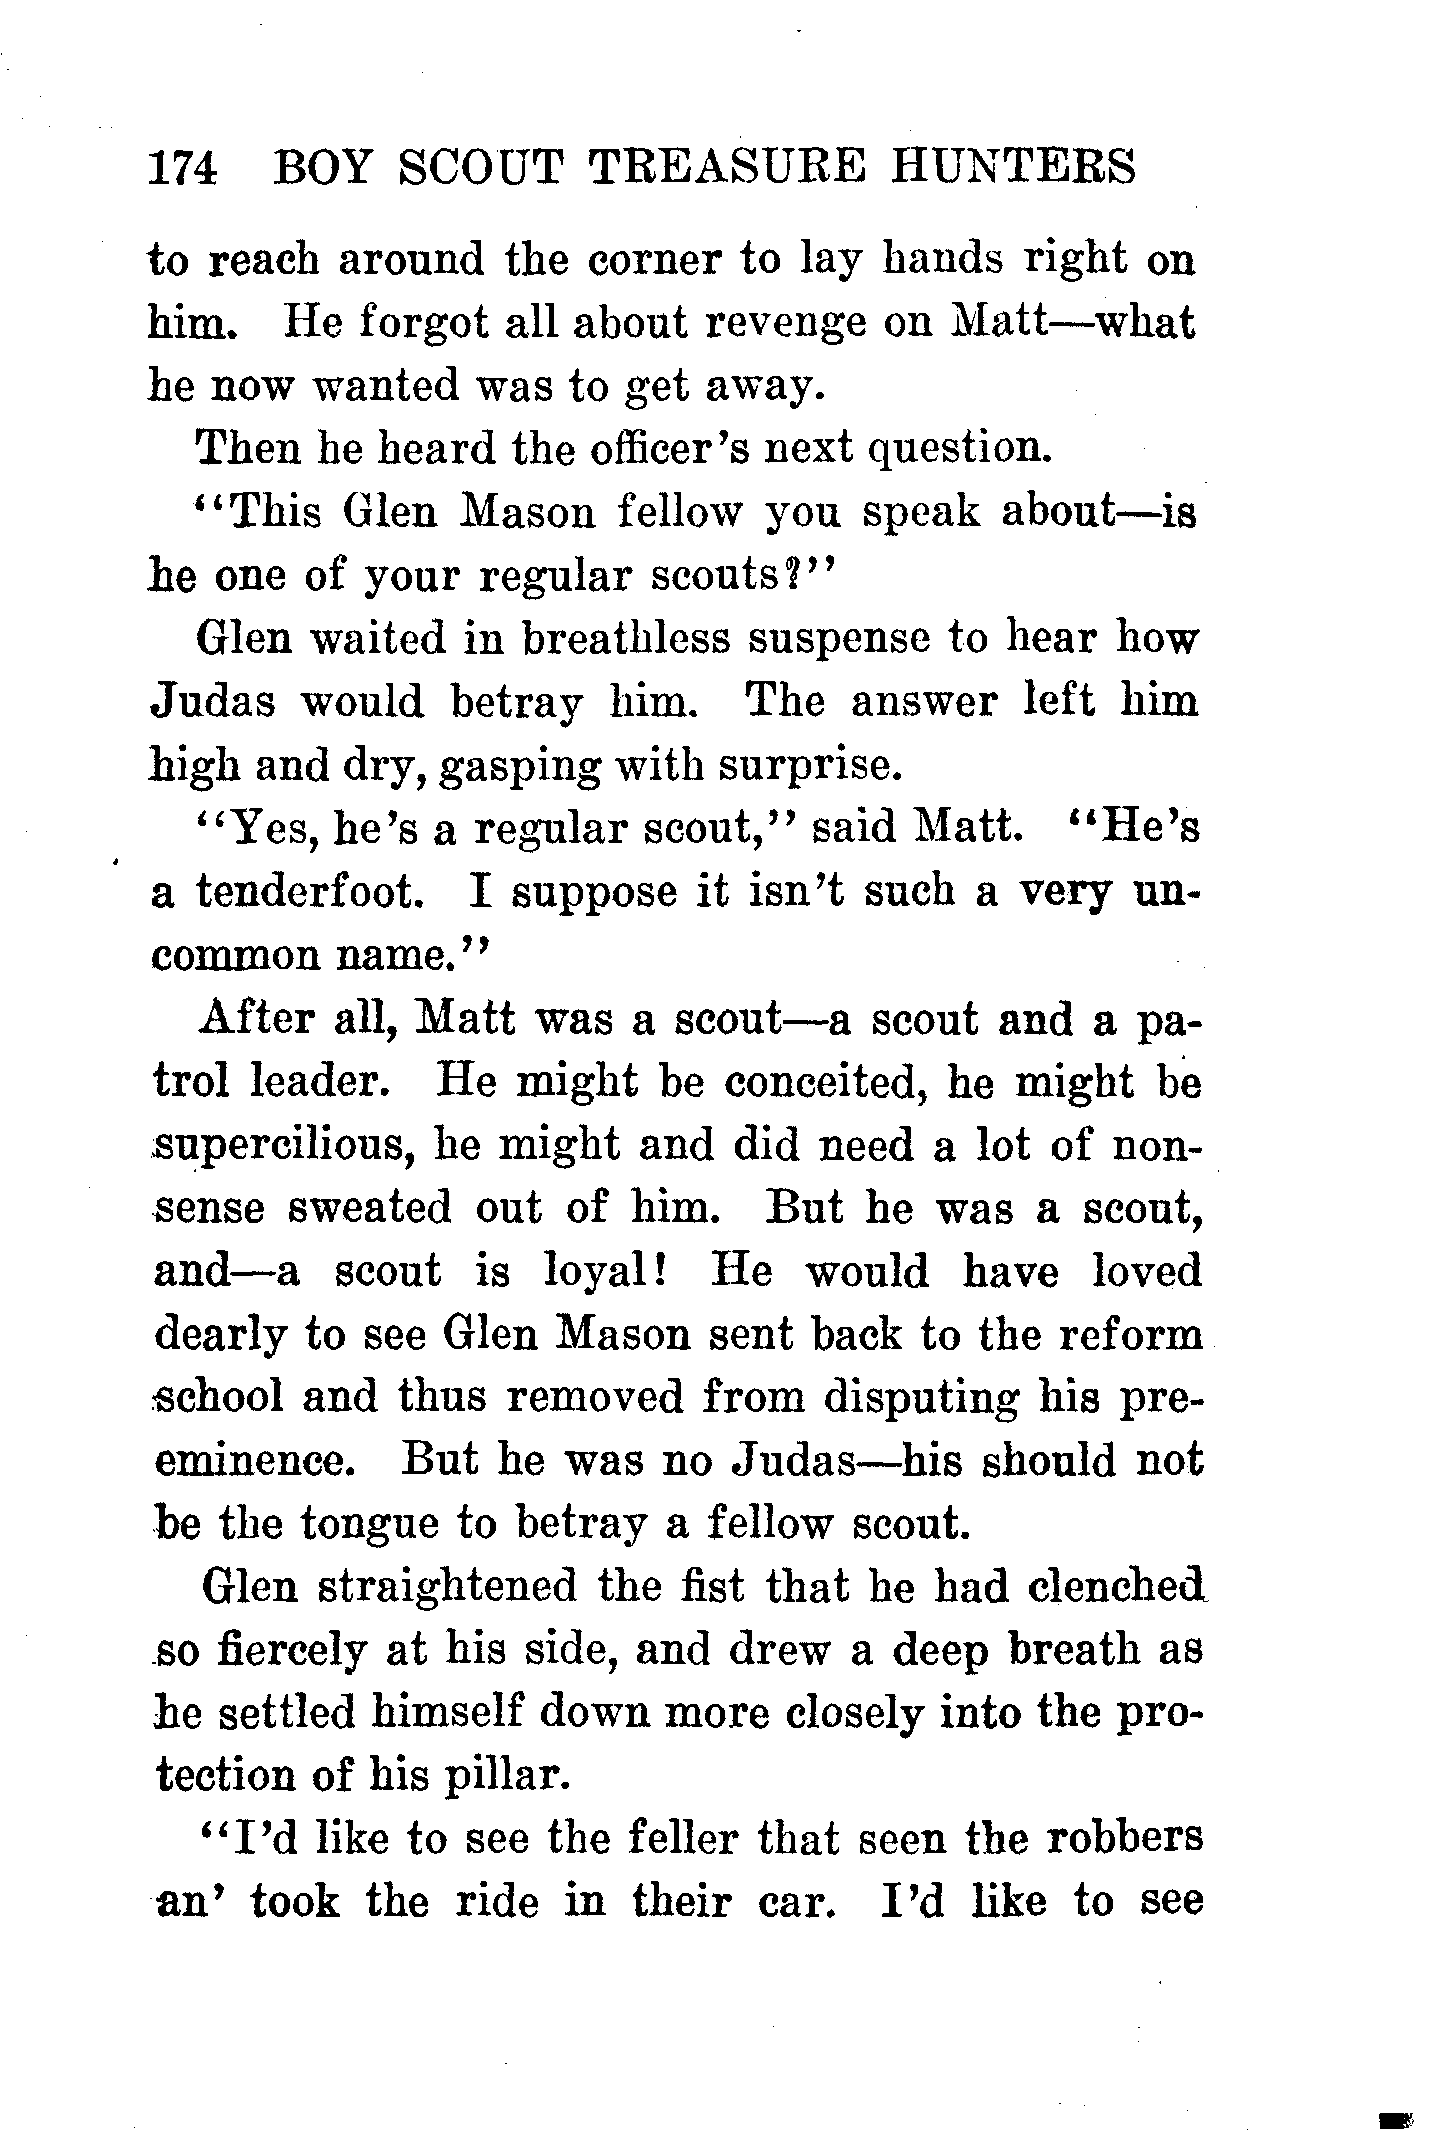 174 BOY SCOUT TREASURE HUNTERS
to reach around the corner to lay hands right on
him. He forgot all about revenge on Matt—what
he now wanted was to get away.
Then he heard the officer's next question.
"This Glen Mason fellow you speak about—is
he one of your regular scouts?"
Glen waited in breathless suspense to hear how
Judas would betray him. The answer left him
high and dry, gasping with surprise.
"Yes, he's a regular scout," said Matt. "He's
a tenderfoot. I suppose it isn't such a very un-
common name."
After all, Matt was a scout—a scout and a pa-
trol leader. He might be conceited, he might be
supercilious, he might and did need a lot of non-
sense sweated out of him. But he was a scout,
and—a scout is loyal! He would have loved
dearly to see Glen Mason sent back to the reform
school and thus removed from disputing his pre-
eminence. But he was no Judas—his should not
be the tongue to betray a fellow scout.
Glen straightened the fist that he had clenched
so fiercely at his side, and drew a deep breath as
he settled himself down more closely into the pro-
tection of his pillar.
"I'd like to see the feller that seen the robbers
an' took the ride in their car. I'd like to see